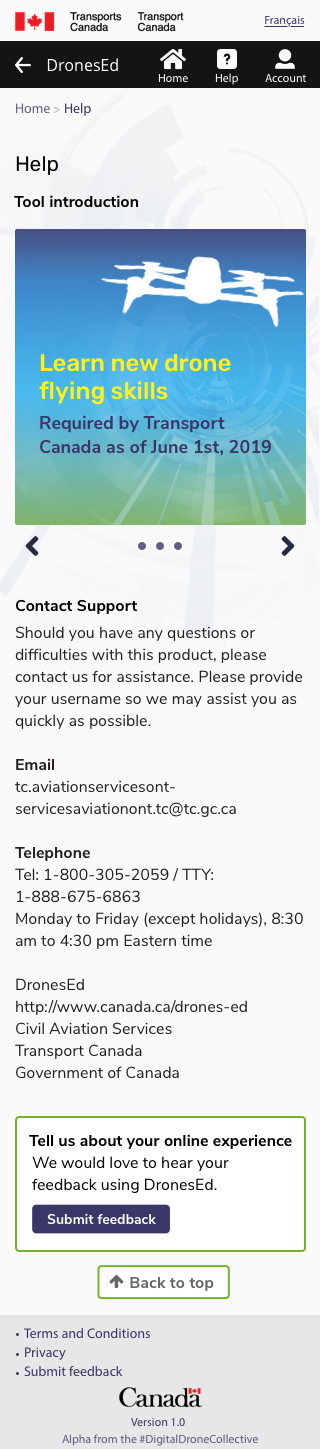 Transports Transport Français
Canada Canada
DronesEd
? Home Help Account
Home > Help
Help
Tool introduction
Learn new drone
flying skills
Required by Transport
Canada as of June 1st, 2019
Contact Support
Should you have any questions or
difficulties with this product, please
contact us for assistance. Please provide
your username so we may assist you as
quickly as possible.
Email
tc.aviationservicesont-
servicesaviationont.tc@tc.gc.ca
Telephone
Tel: 1-800-305-2059 / TTY:
1-888-675-6863
Monday to Friday (except holidays), 8:30
am to 4:30 pm Eastern time
DronesEd
http://www.canada.ca/drones-ed
Civil Aviation Services
Transport Canada
Government of Canada
Tell us about your online experience
We would love to hear your
feedback using DronesEd.
Submit feedback
Back to top
• Terms and Conditions
• Privacy
• Submit feedback
Canada
Version 1.0
Alpha from the #DigitalDroneCollective